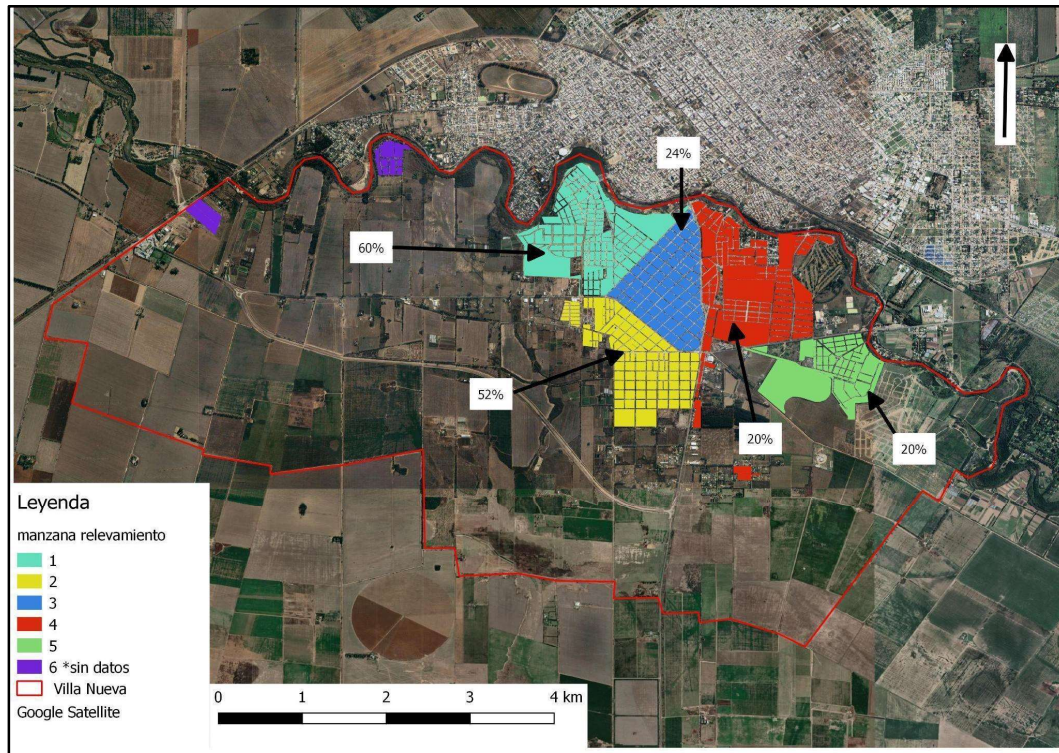 24%
60%
52%
20%
20%
Leyenda
manzana relevamiento
1
2
3
4
5
6 *sin datos
Villa Nueva
Google Satellite
0 1 2 3 4 km